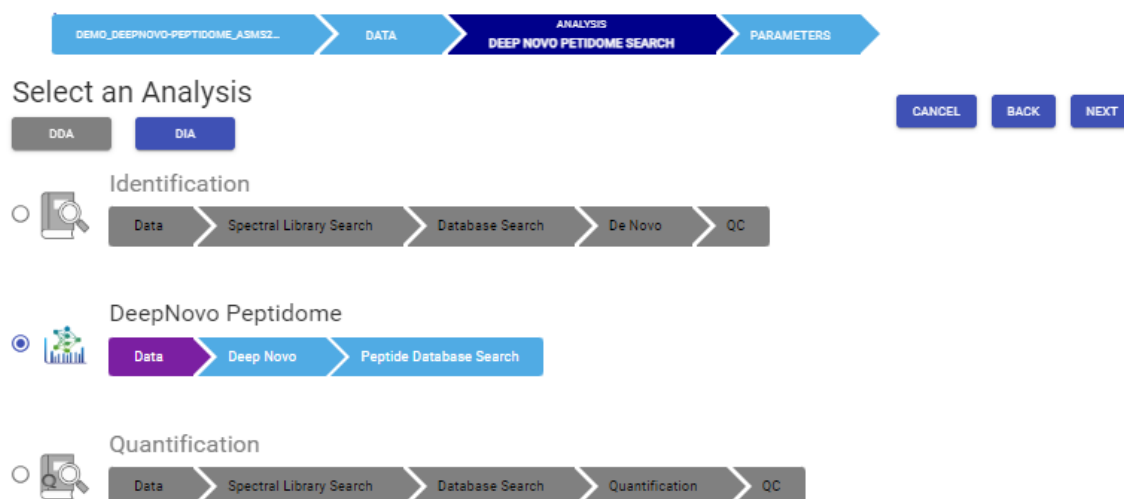 DEMO_DEEPNOVO-PEPTIDOME_ASMS2...
DATA
ANALYSIS
DEEP NOVO PETIDOME SEARCH
PARAMETERS
Select an Analysis
CANCEL BACK NEXT
DDA DIA
Identification
Data Spectral Library Search Database Search De Novo QC
DeepNovo Peptidome
Data Deep Novo Peptide Database Search
Quantification
Data Spectral Library Search Database Search Quantification QC